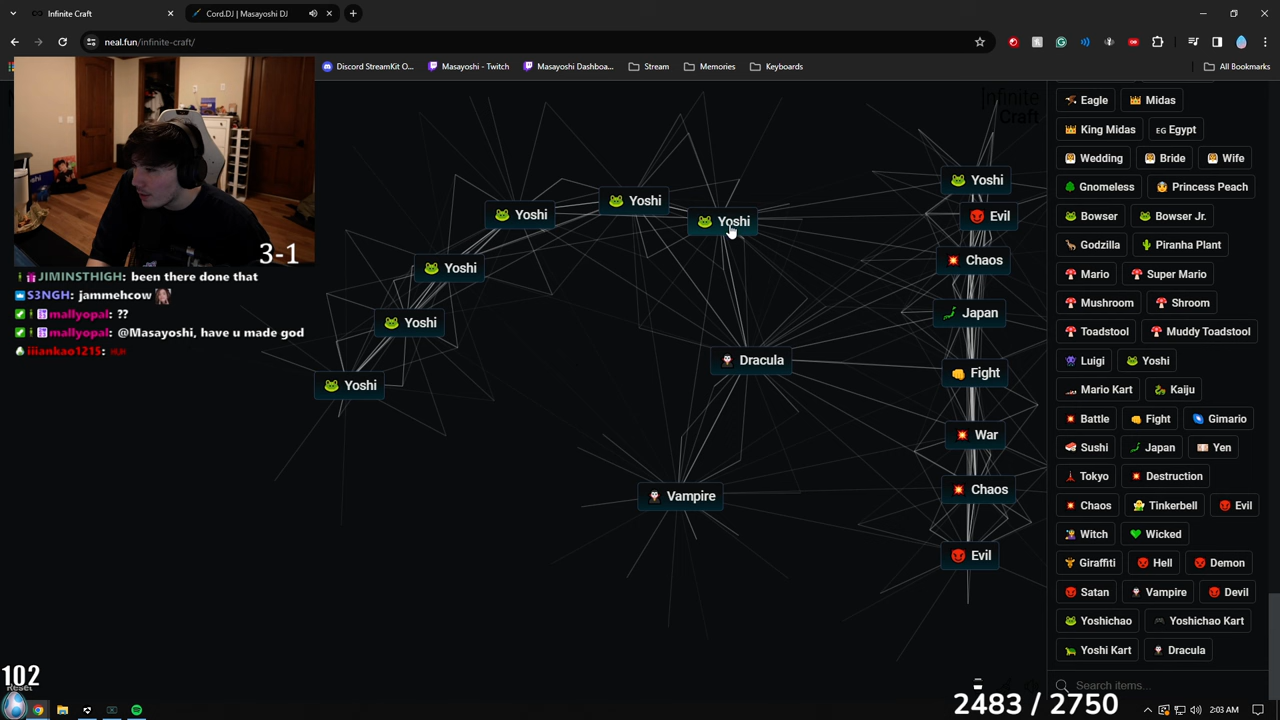 Infinite Craft
Cord.DJ | Masayoshi DJ
neal.fun/infinite-craft/
Discord StreamKit O...
Masayoshi - Twitch
Masayoshi Dashboa...
Stream
Memories
Keyboards
All Bookmarks
Infinite
Craft
3-1
JIMINSTHIGH: been there done that
S3NGH: jammehcow
mallyopal: ??
mallyopal: @Masayoshi, have u made god
iiiankao1215:
Yoshi
Yoshi
Yoshi
Yoshi
Yoshi
Yoshi
Dracula
Vampire
Yoshi
Evil
Chaos
Japan
Fight
War
Chaos
Evil
Eagle Midas
King Midas EG Egypt
Wedding Bride Wife
Gnomeless Princess Peach
Bowser Bowser Jr.
Godzilla Piranha Plant
Mario Super Mario
Mushroom Shroom
Toadstool Muddy Toadstool
Luigi Yoshi
Mario Kart Kaiju
Battle Fight Gimario
Sushi Japan Yen
Tokyo Destruction
Chaos Tinkerbell Evil
Witch Wicked
Giraffiti Hell Demon
Satan Vampire Devil
Yoshichao Yoshichao Kart
Yoshi Kart Dracula
Search items...
102
Reset
2483 / 2750
2:03 AM